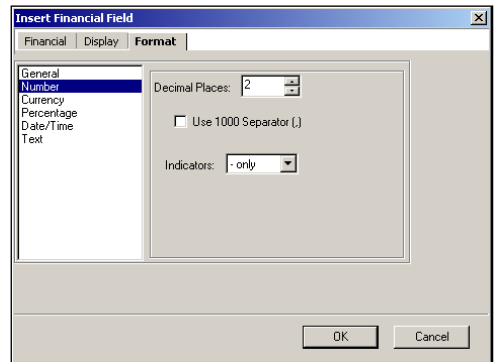 Insert Financial Field
Financial Display Format
General
Number
Currency
Percentage
Date/Time
Text
Decimal Places: 2
Use 1000 Separator (,)
Indicators: - only
OK Cancel